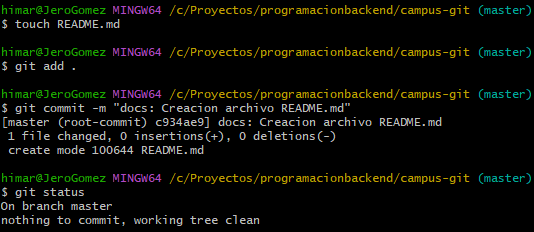 himar@JeroGomez MINGW64 /c/Proyectos/programacionbackend/campus-git (master)
$ touch README.md
himar@JeroGomez MINGW64 /c/Proyectos/programacionbackend/campus-git (master)
$ git add .
himar@JeroGomez MINGW64 /c/Proyectos/programacionbackend/campus-git (master)
$ git commit -m "docs: Creacion archivo README.md"
[master (root-commit) c934ae9] docs: Creacion archivo README.md
 1 file changed, 0 insertions(+), 0 deletions(-)
 create mode 100644 README.md
himar@JeroGomez MINGW64 /c/Proyectos/programacionbackend/campus-git (master)
$ git status
On branch master
nothing to commit, working tree clean